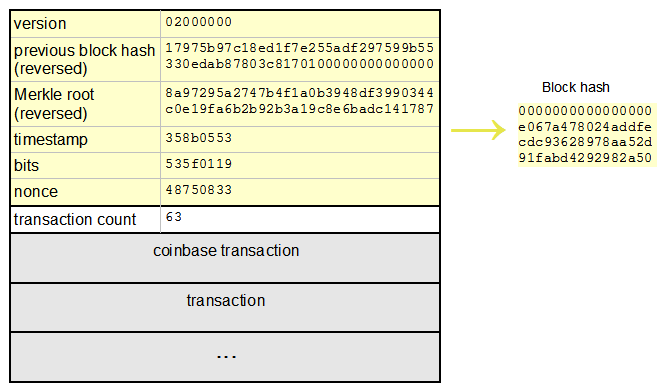 version 02000000
previous block hash (reversed) 17975b97c18ed1f7e255adf297599b55
330edab87803c8170100000000000000
Merkle root (reversed) 8a97295a2747b4f1a0b3948df3990344
c0e19fa6b2b92b3a19c8e6badc141787
timestamp 358b0553
bits 535f0119
nonce 48750833
transaction count 63
coinbase transaction
transaction
...
Block hash
0000000000000000
e067a478024addfe
cdc93628978aa52d
91fabd4292982a50